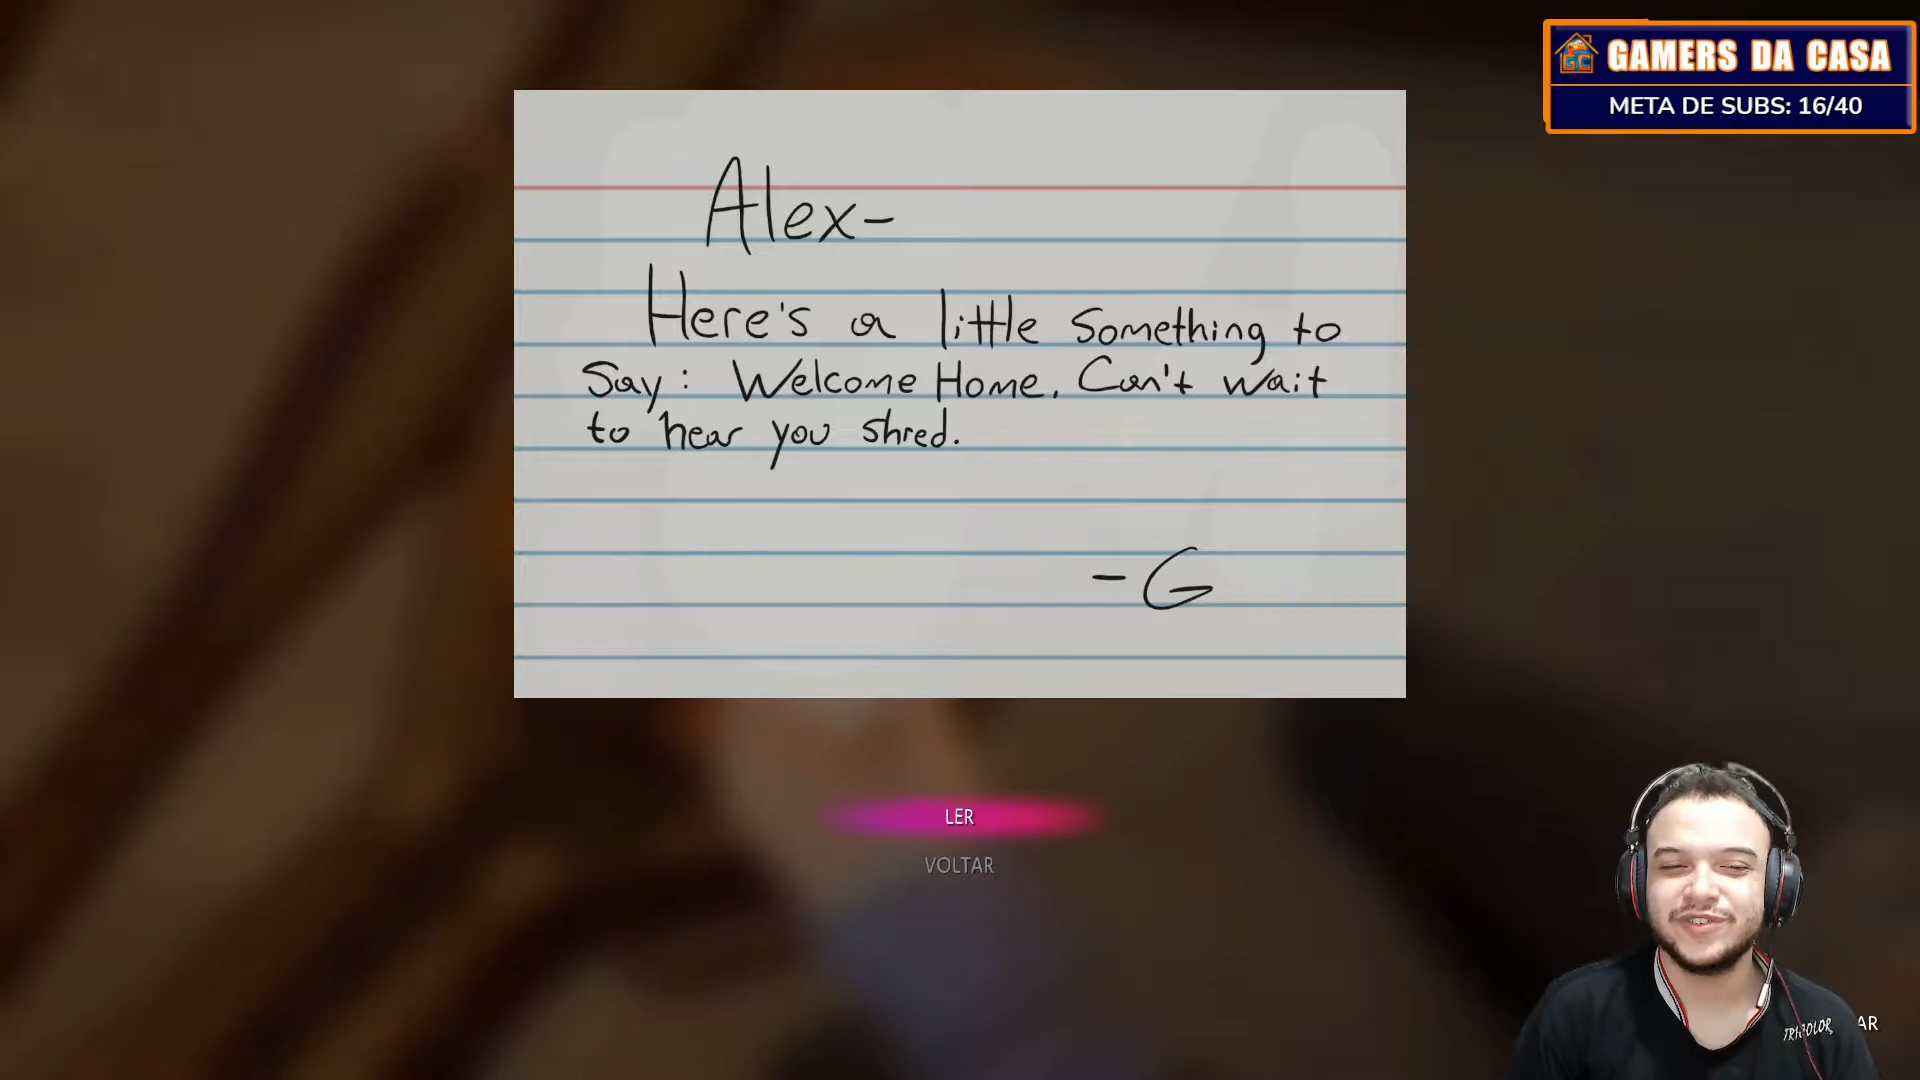 GAMERS DA CASA
META DE SUBS: 16/40
Alex-
Here's a little something to
Say: Welcome Home. Can't wait
to hear you shred.
-G
LER
VOLTAR
TRICOLOR
AR